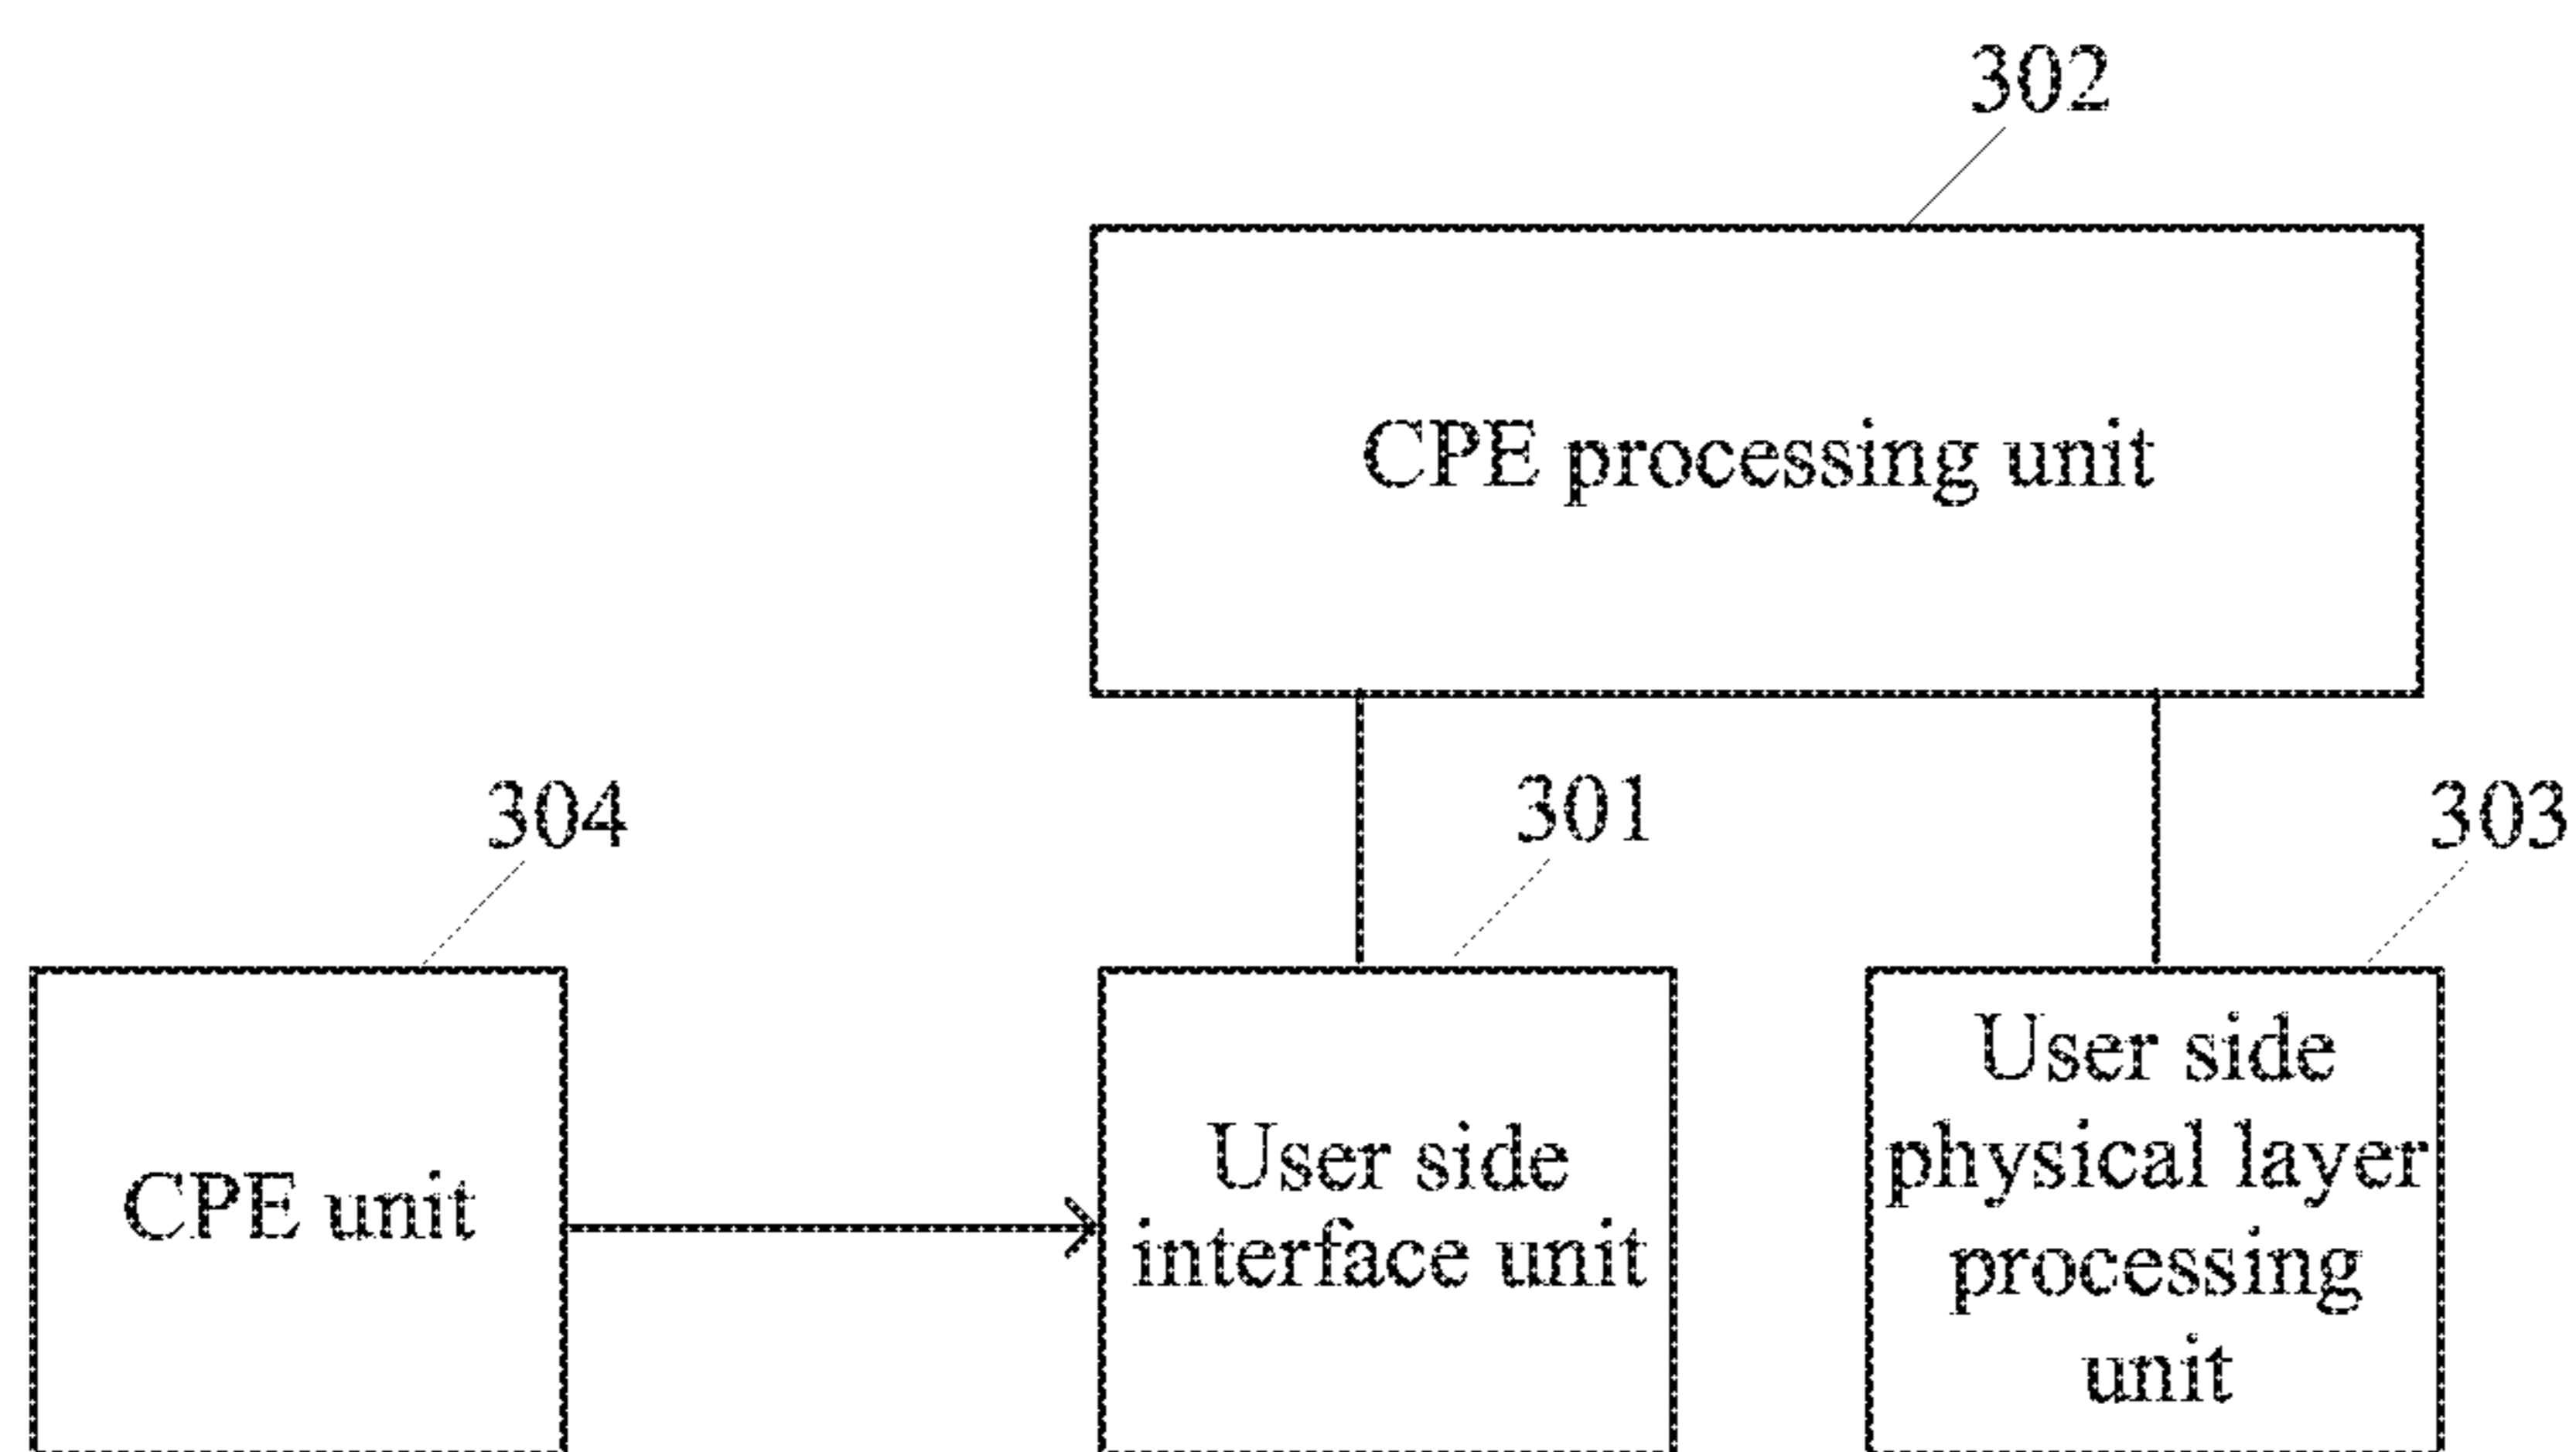 302
CPE processing unit
304
301
303
CPE unit
User side
interface unit
User side
physical layer
processing
unit